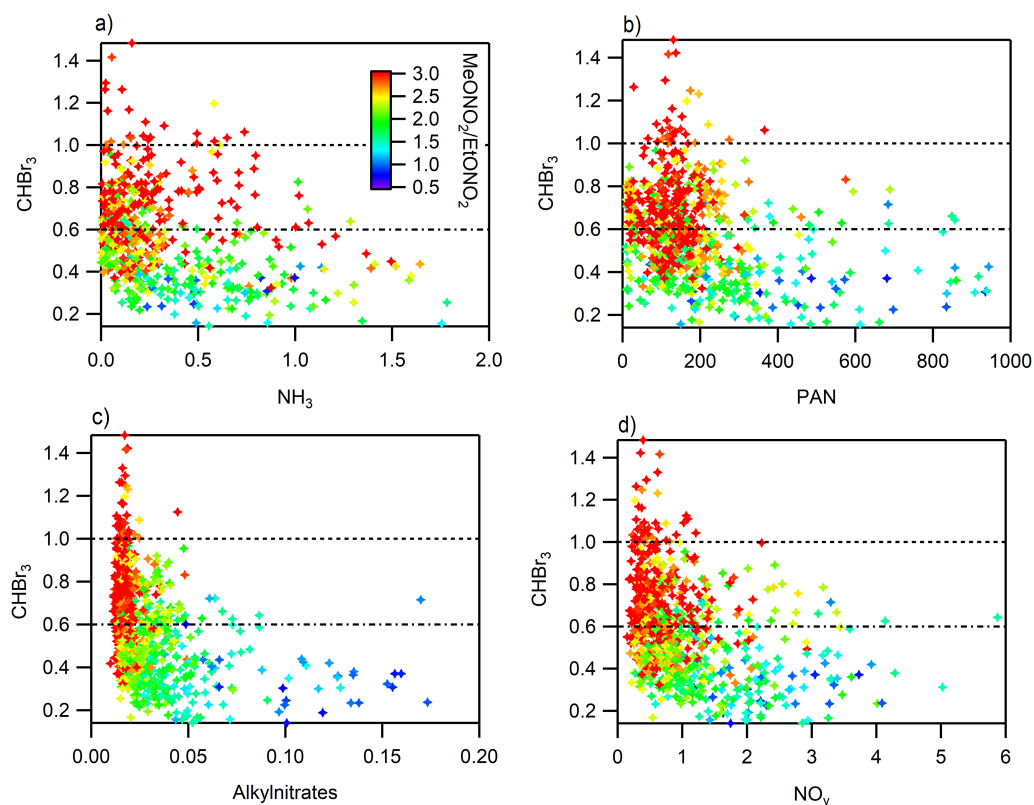 a)
1.4
1.2
1.0
0.8
0.6
0.4
0.2
CHBr3
0.0 0.5 1.0 1.5 2.0
NH3
3.0
2.5
2.0
1.5
1.0
0.5
MeONO2/EtONO2
b)
1.4
1.2
1.0
0.8
0.6
0.4
0.2
CHBr3
0 200 400 600 800 1000
PAN
c)
1.4
1.2
1.0
0.8
0.6
0.4
0.2
CHBr3
0.00 0.05 0.10 0.15 0.20
Alkylnitrates
d)
1.4
1.2
1.0
0.8
0.6
0.4
0.2
CHBr3
0 1 2 3 4 5 6
NOy